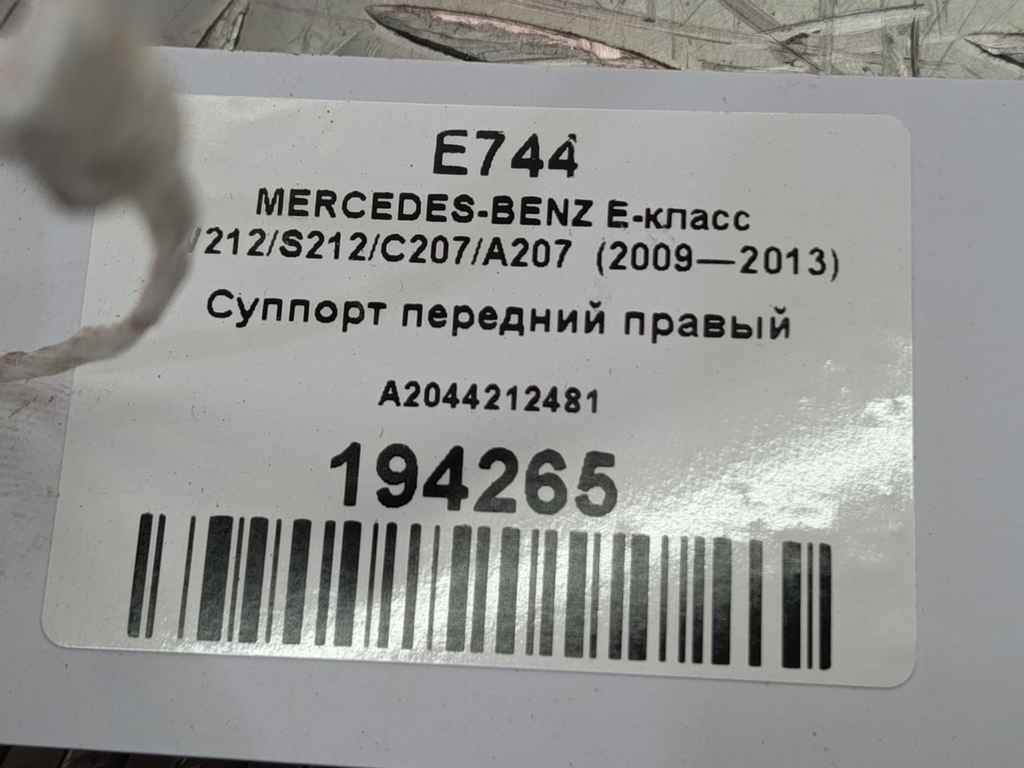 E744
MERCEDES-BENZ E-класс
/212/S212/C207/A207 (2009—2013)
Суппорт передний правый
A2044212481
194265